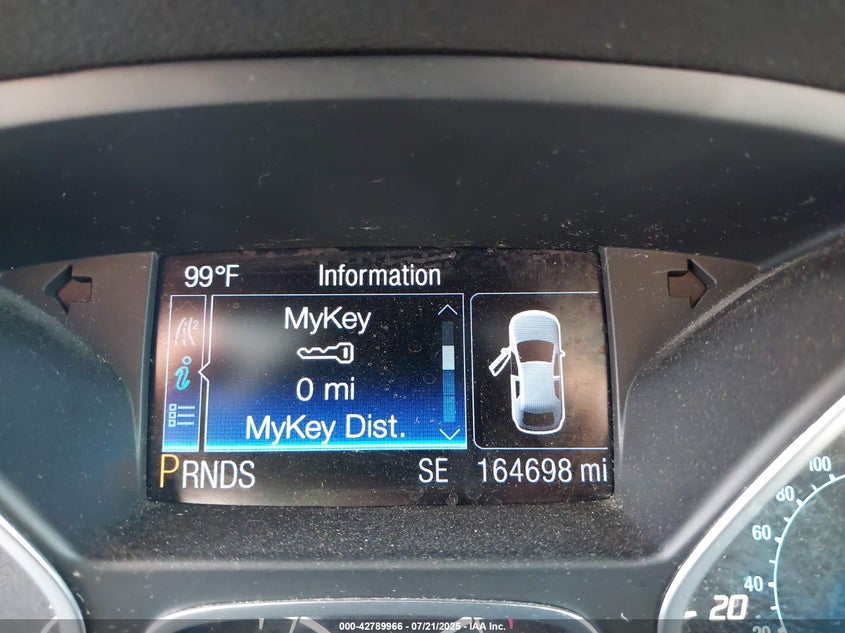 99°F Information
MyKey
0 mi
MyKey Dist.
PRNDS SE 164698 mi
100
80
60
40
20
20
000-42789966 - 07/21/2025 - IAA Inc.